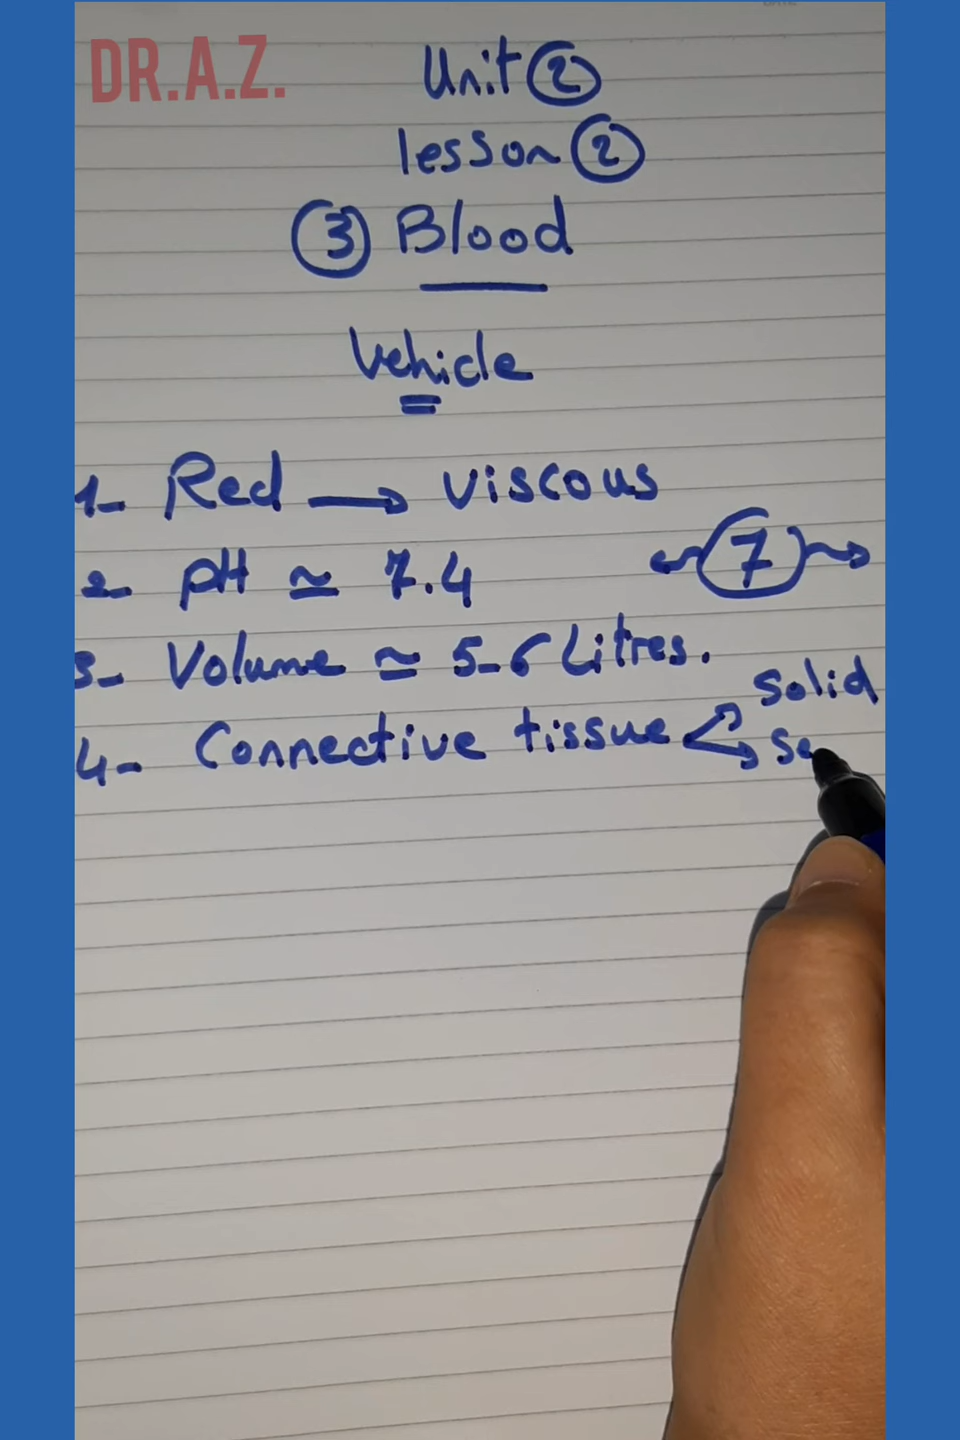 DR.A.Z.
Unit 2
lesson 2
3 Blood
Vehicle
1- Red → Viscous
2- pH ≃ 7.4 ← 7 →
3- Volume ≃ 5-6 Litres.
4- Connective tissue
Solid
Se